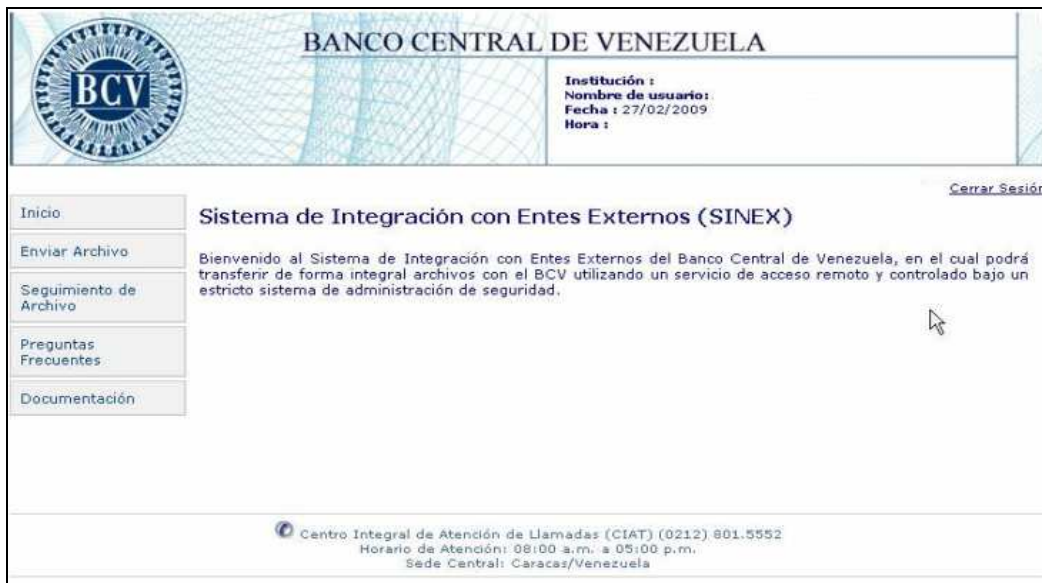 BCV
BANCO CENTRAL DE VENEZUELA
Institución :
Nombre de usuario:
Fecha : 27/02/2009
Hora :
Cerrar Sesión
Inicio
Enviar Archivo
Seguimiento de
Archivo
Preguntas
Frecuentes
Documentación
Sistema de Integración con Entes Externos (SINEX)
Bienvenido al Sistema de Integración con Entes Externos del Banco Central de Venezuela, en el cual podrá
transferir de forma integral archivos con el BCV utilizando un servicio de acceso remoto y controlado bajo un
estricto sistema de administración de seguridad.
Centro Integral de Atención de Llamadas (CIAT) (0212) 801.5552
Horario de Atención: 08:00 a.m. a 05:00 p.m.
Sede Central: Caracas/Venezuela